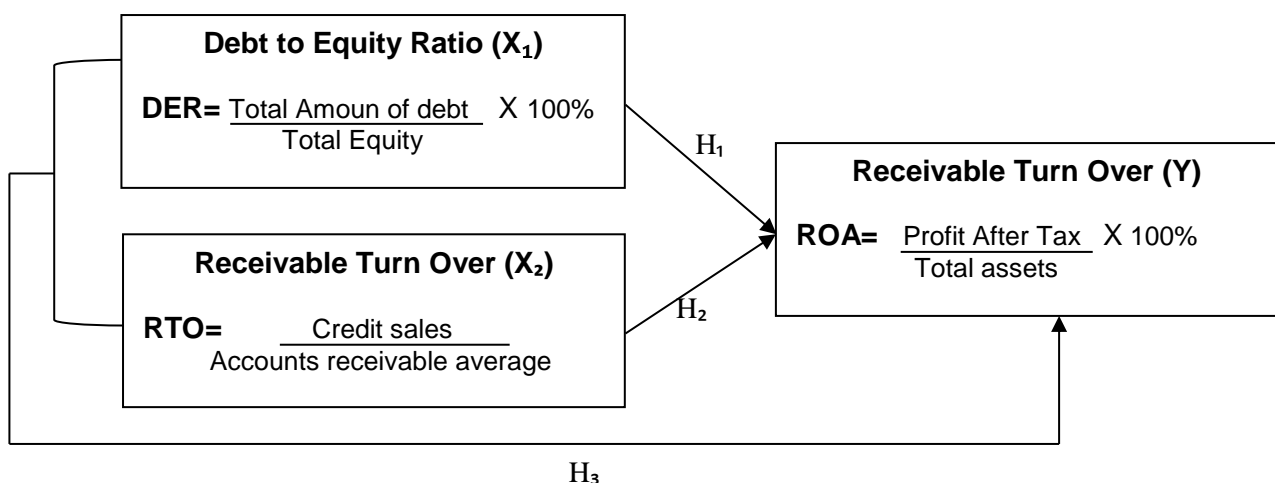 Debt to Equity Ratio (X₁)
DER= Total Amoun of debt X 100%
Total Equity
H₁
Receivable Turn Over (Y)
ROA= Profit After Tax X 100%
Total assets
Receivable Turn Over (X₂)
RTO= Credit sales
Accounts receivable average
H₂
H₃